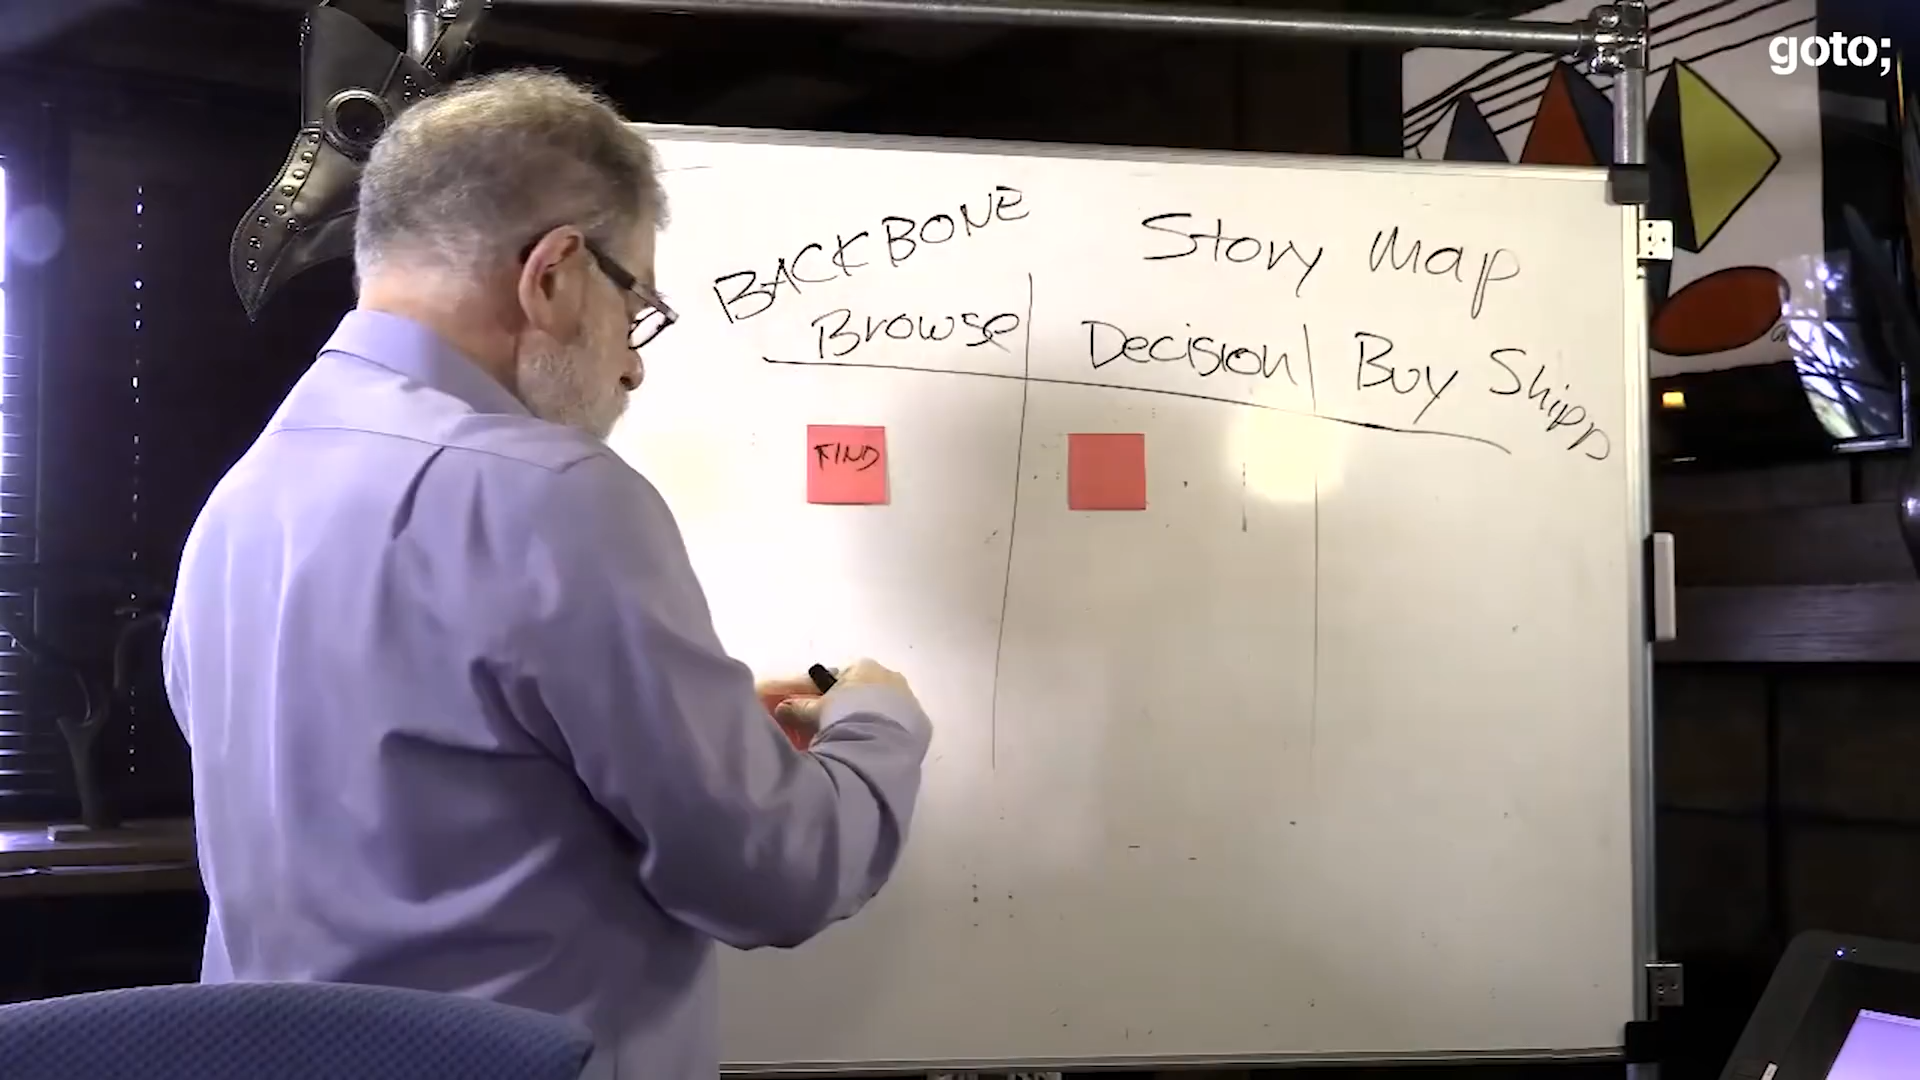 goto;
BACKBONE
Story Map
Browse
Decision
Buy
Shipp
FIND